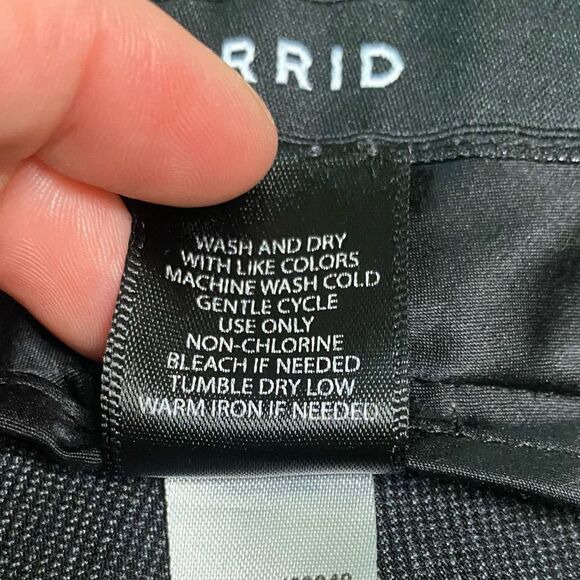 RRID
WASH AND DRY
WITH LIKE COLORS
MACHINE WASH COLD
GENTLE CYCLE
USE ONLY
NON-CHLORINE
BLEACH IF NEEDED
TUMBLE DRY LOW
WARM IRON IF NEEDED